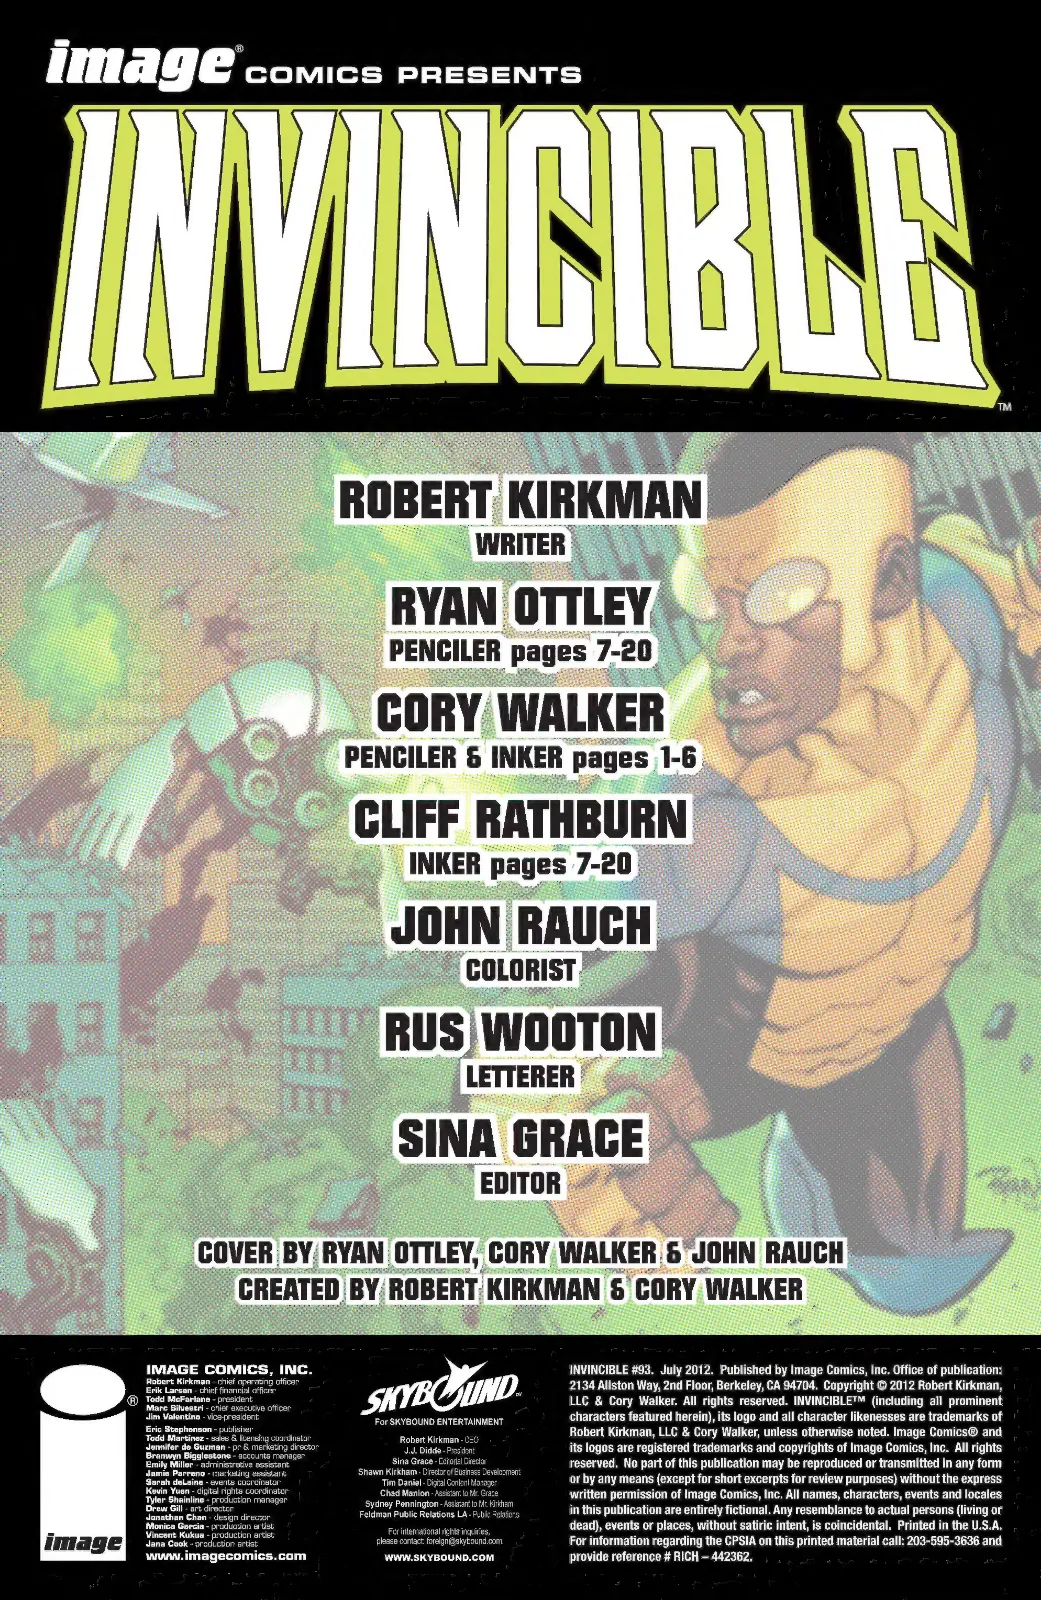 image® COMICS PRESENTS
INVINCIBLE™
ROBERT KIRKMAN
WRITER
RYAN OTTLEY
PENCILER pages 7-20
CORY WALKER
PENCILER & INKER pages 1-6
CLIFF RATHBURN
INKER pages 7-20
JOHN RAUCH
COLORIST
RUS WOOTON
LETTERER
SINA GRACE
EDITOR
COVER BY RYAN OTTLEY, CORY WALKER & JOHN RAUCH
CREATED BY ROBERT KIRKMAN & CORY WALKER
®
image
IMAGE COMICS, INC.
Robert Kirkman - chief operating officer
Erik Larsen - chief financial officer
Todd McFarlane - president
Marc Silvestri - chief executive officer
Jim Valentino - vice-president
Eric Stephenson - publisher
Todd Martinez - sales & licensing coordinator
Jennifer de Guzman - pr & marketing director
Branwyn Bigglestone - accounts manager
Emily Miller - administrative assistant
Jamie Parreno - marketing assistant
Sarah deLaine - events coordinator
Kevin Yuen - digital rights coordinator
Tyler Shainline - production manager
Drew Gill - art director
Jonathan Chan - design director
Monica Garcia - production artist
Vincent Kukua - production artist
Jana Cook - production artist
www.imagecomics.com
SKYBOUND™
For SKYBOUND ENTERTAINMENT
Robert Kirkman - CEO
J.J. Didde - President
Sina Grace - Editorial Director
Shawn Kirkham - Director of Business Development
Tim Daniel - Digital Content Manager
Chad Manion - Assistant to Mr. Grace
Sydney Pennington - Assistant to Mr. Kirkham
Feldman Public Relations LA - Public Relations
For international rights inquiries,
please contact: foreign@skybound.com
WWW.SKYBOUND.COM
INVINCIBLE #93. July 2012. Published by Image Comics, Inc. Office of publication:
2134 Allston Way, 2nd Floor, Berkeley, CA 94704. Copyright © 2012 Robert Kirkman,
LLC & Cory Walker. All rights reserved. INVINCIBLE™ (including all prominent
characters featured herein), its logo and all character likenesses are trademarks of
Robert Kirkman, LLC & Cory Walker, unless otherwise noted. Image Comics® and
its logos are registered trademarks and copyrights of Image Comics, Inc. All rights
reserved. No part of this publication may be reproduced or transmitted in any form
or by any means (except for short excerpts for review purposes) without the express
written permission of Image Comics, Inc. All names, characters, events and locales
in this publication are entirely fictional. Any resemblance to actual persons (living or
dead), events or places, without satiric intent, is coincidental. Printed in the U.S.A.
For information regarding the CPSIA on this printed material call: 203-595-3636 and
provide reference # RICH – 442362.